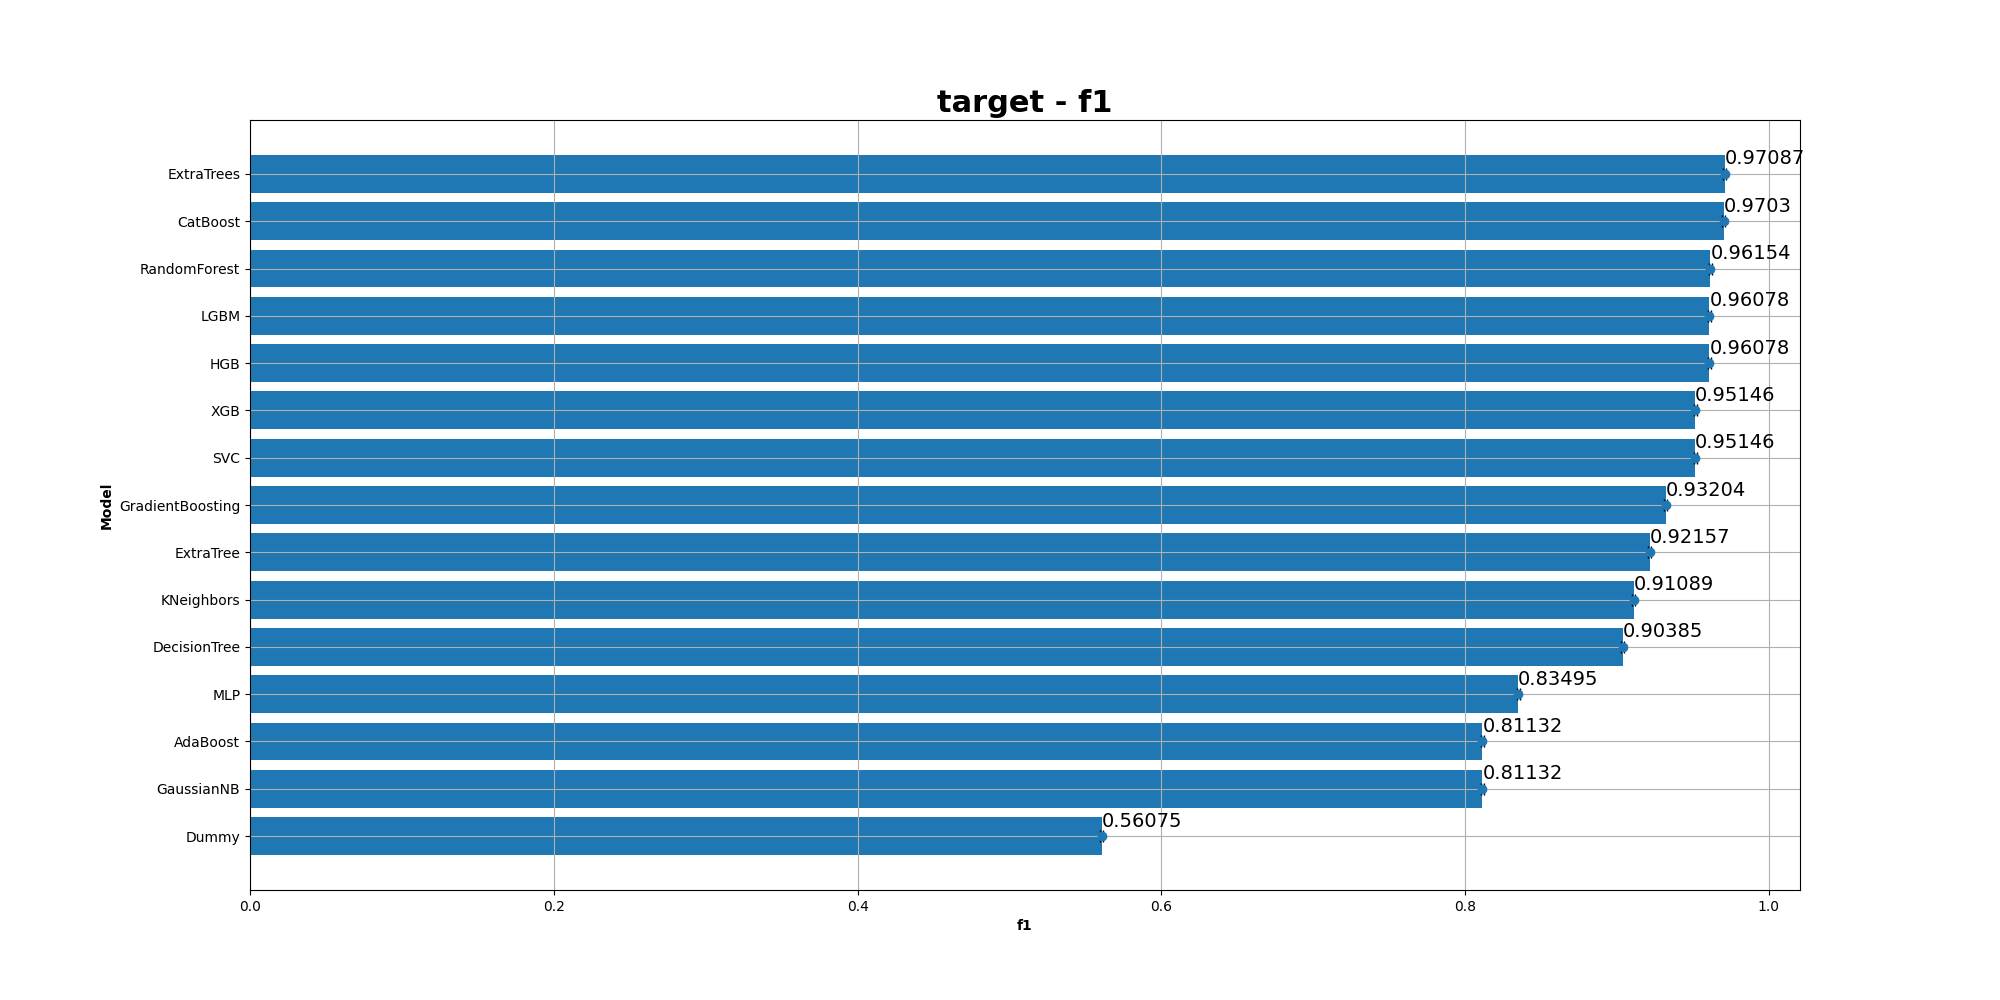 target - f1
ExtraTrees 0.97087
CatBoost 0.9703
RandomForest 0.96154
LGBM 0.96078
HGB 0.96078
XGB 0.95146
SVC 0.95146
GradientBoosting 0.93204
ExtraTree 0.92157
KNeighbors 0.91089
DecisionTree 0.90385
MLP 0.83495
AdaBoost 0.81132
GaussianNB 0.81132
Dummy 0.56075
Model
0.0 0.2 0.4 0.6 0.8 1.0
f1